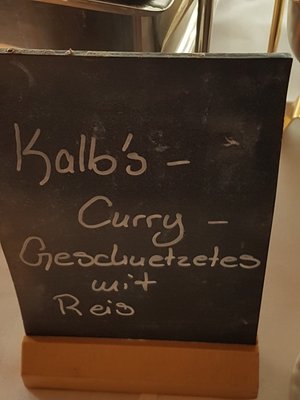 Kalb's -
Curry -
Geschnetzeltes
mit
Reis